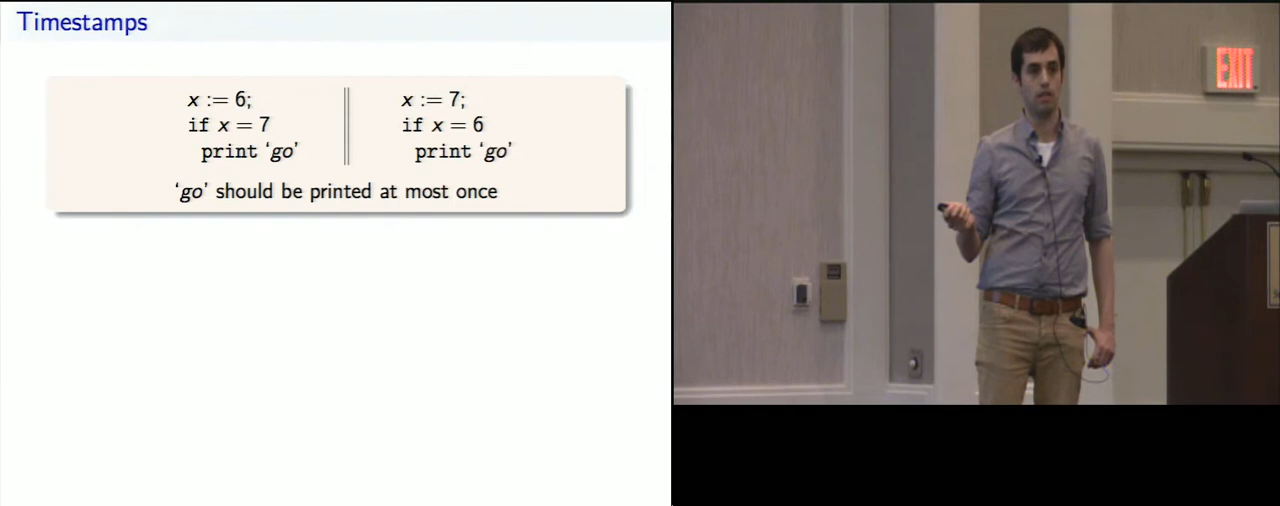 Timestamps
x := 6;
if x = 7
print ‘go’
x := 7;
if x = 6
print ‘go’
‘go’ should be printed at most once
EXIT